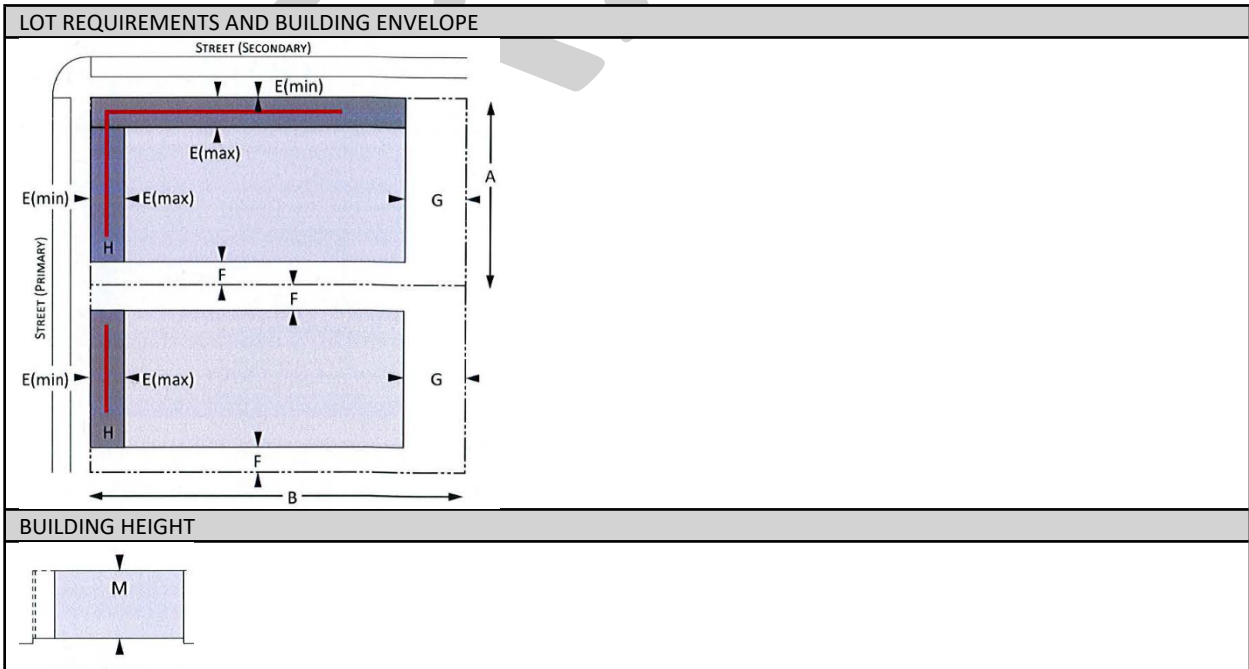 LOT REQUIREMENTS AND BUILDING ENVELOPE
STREET (SECONDARY)
E(min)
E(max)
A
E(min)
E(max)
G
H
F
F
STREET (PRIMARY)
E(min)
E(max)
G
H
F
B
BUILDING HEIGHT
M